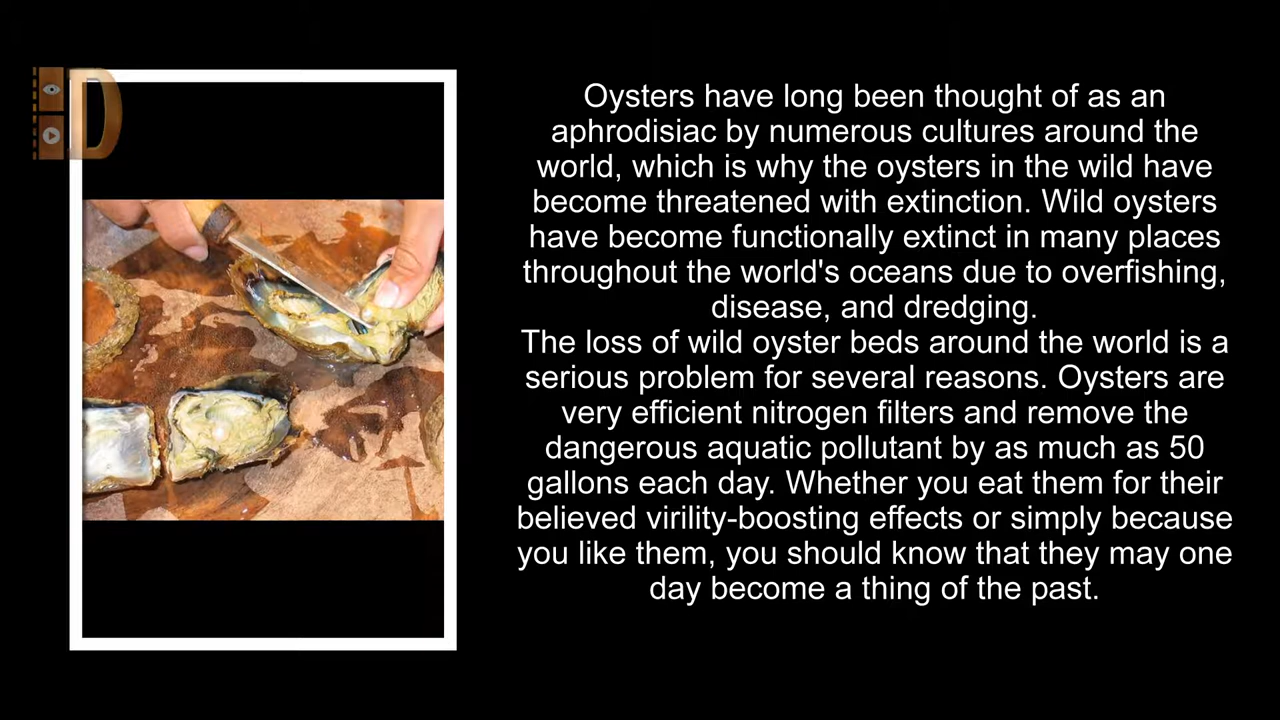 D
Oysters have long been thought of as an
aphrodisiac by numerous cultures around the
world, which is why the oysters in the wild have
become threatened with extinction. Wild oysters
have become functionally extinct in many places
throughout the world's oceans due to overfishing,
disease, and dredging.
The loss of wild oyster beds around the world is a
serious problem for several reasons. Oysters are
very efficient nitrogen filters and remove the
dangerous aquatic pollutant by as much as 50
gallons each day. Whether you eat them for their
believed virility-boosting effects or simply because
you like them, you should know that they may one
day become a thing of the past.